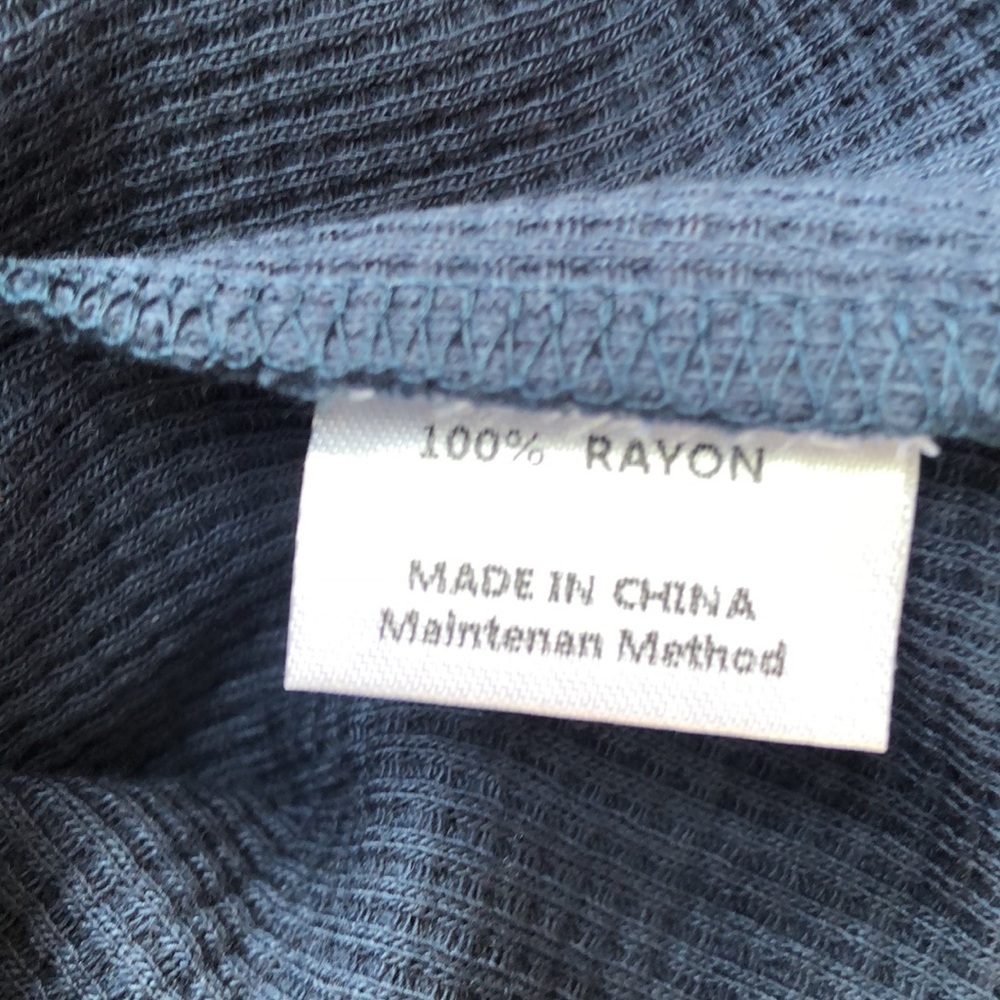 100% RAYON
MADE IN CHINA
Maintenan Method